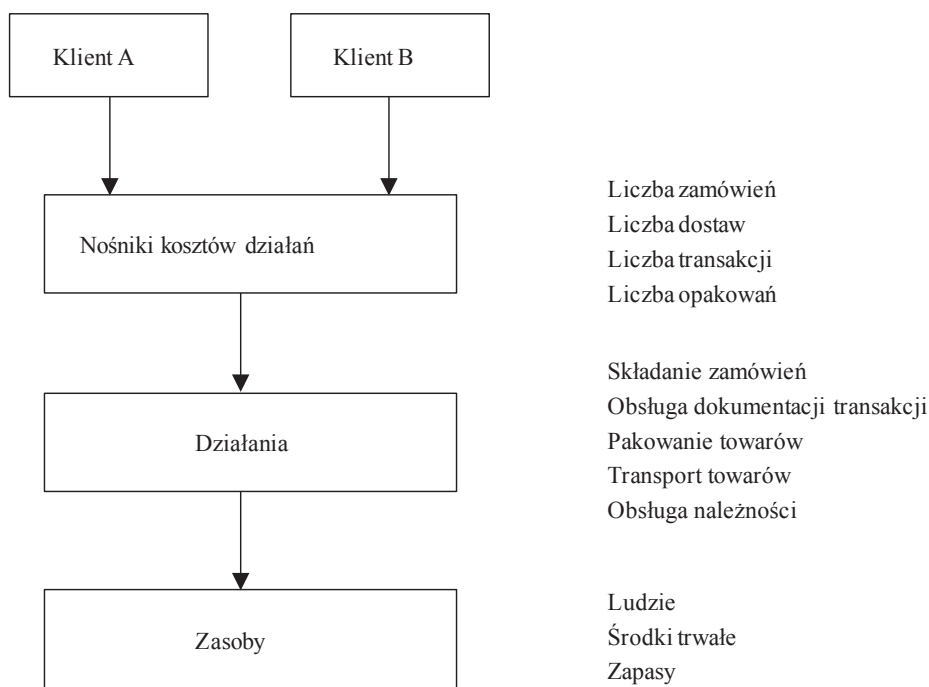 Klient A
Klient B
Nośniki kosztów działań
Liczba zamówień
Liczba dostaw
Liczba transakcji
Liczba opakowań
Działania
Składanie zamówień
Obsługa dokumentacji transakcji
Pakowanie towarów
Transport towarów
Obsługa należności
Zasoby
Ludzie
Środki trwałe
Zapasy